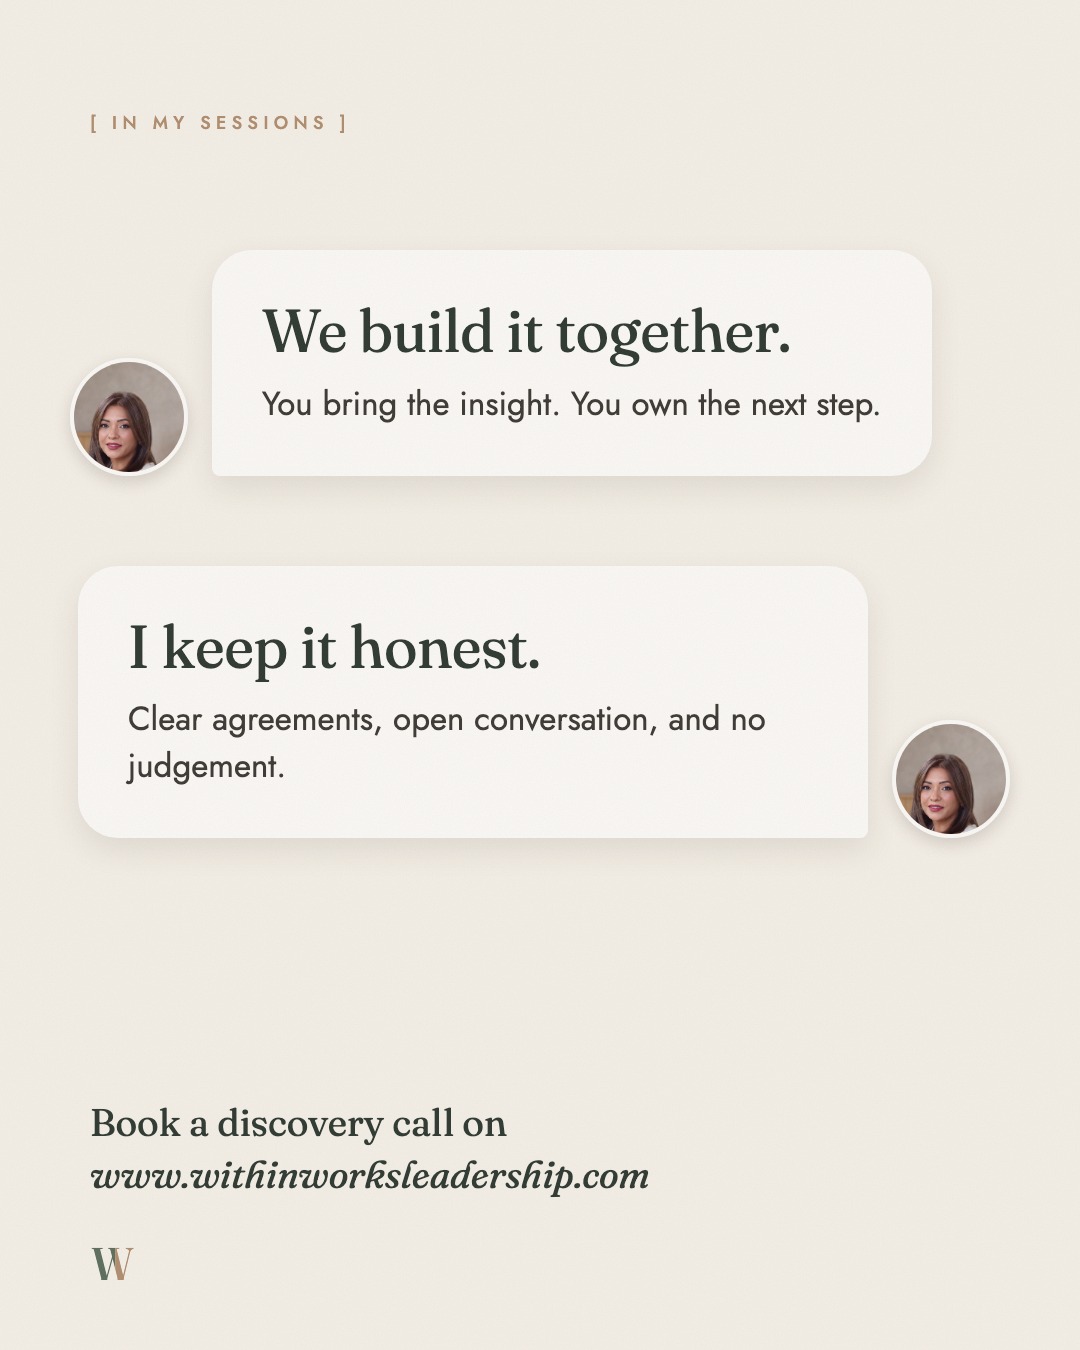 [ IN MY SESSIONS ]
We build it together.
You bring the insight. You own the next step.
I keep it honest.
Clear agreements, open conversation, and no
judgement.
Book a discovery call on
www.withinworksleadership.com
W